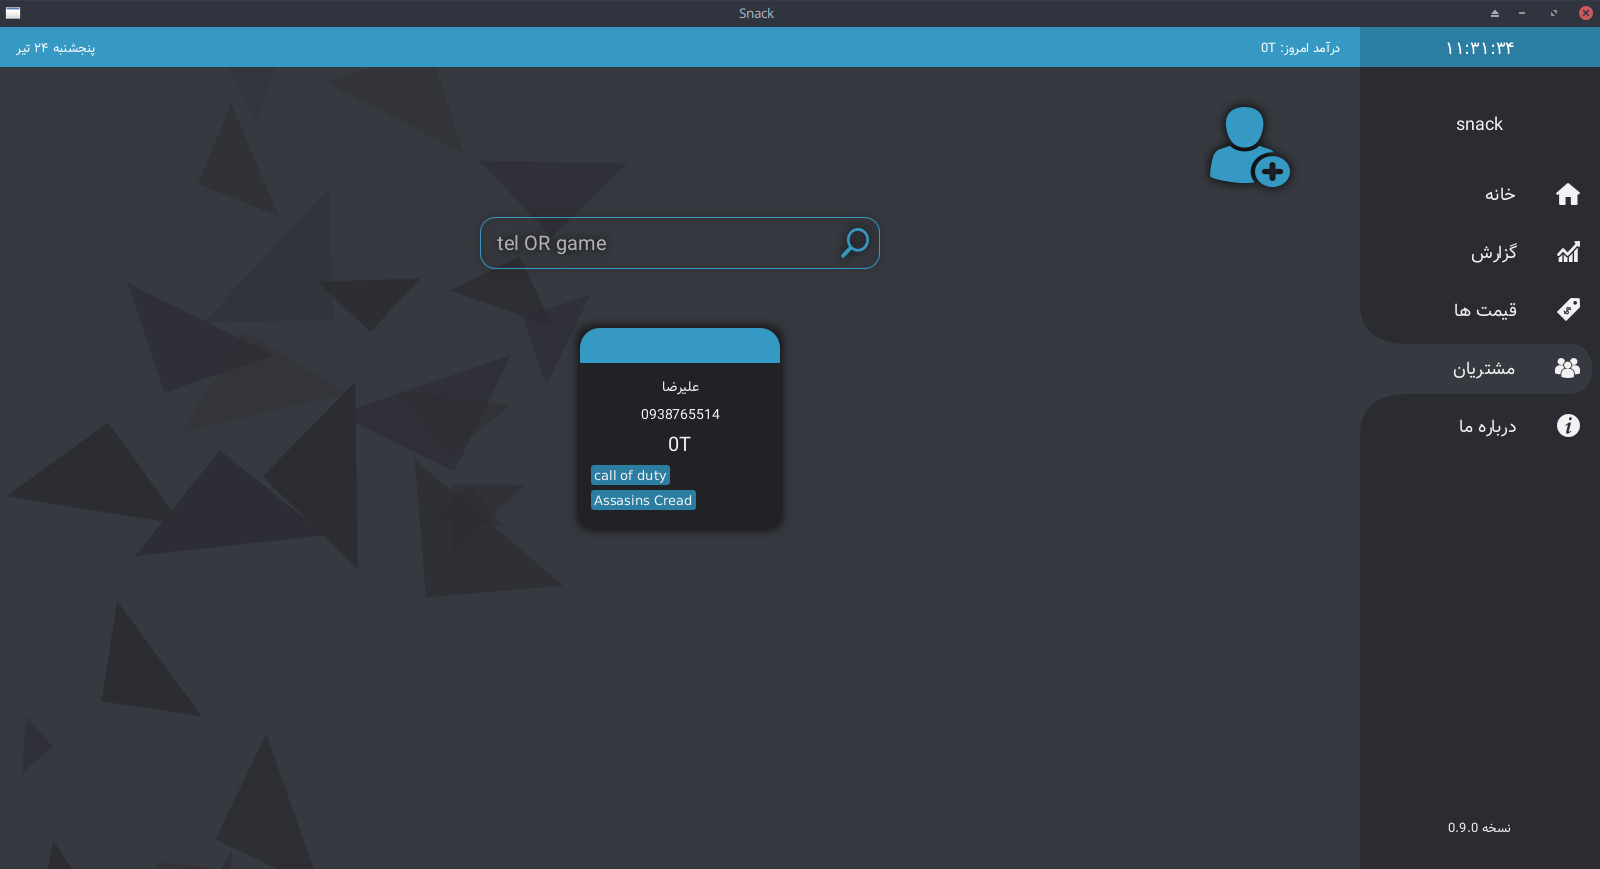 Snack
۱۱:۳۱:۳۴
درآمد امروز: 0T
پنجشنبه ۲۴ تیر
snack
خانه
گزارش
قیمت ها
مشتریان
درباره ما
نسخه 0.9.0
tel OR game
علیرضا
0938765514
0T
call of duty
Assasins Cread